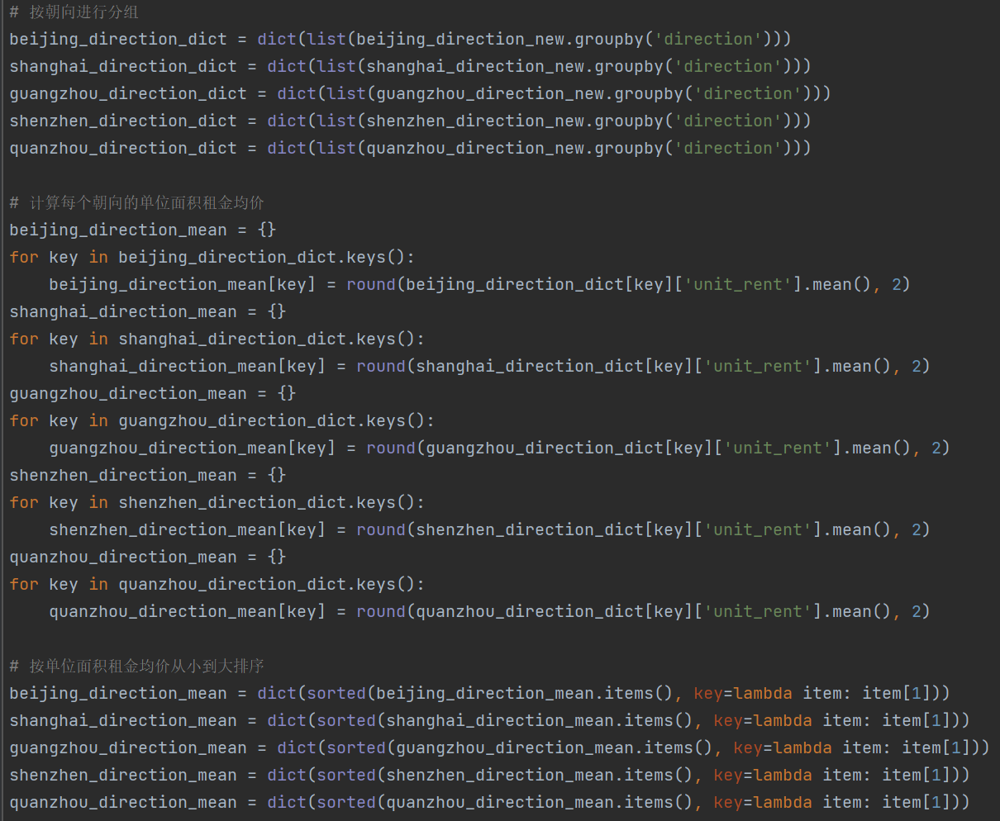 # 按朝向进行分组
beijing_direction_dict = dict(list(beijing_direction_new.groupby('direction')))
shanghai_direction_dict = dict(list(shanghai_direction_new.groupby('direction')))
guangzhou_direction_dict = dict(list(guangzhou_direction_new.groupby('direction')))
shenzhen_direction_dict = dict(list(shenzhen_direction_new.groupby('direction')))
quanzhou_direction_dict = dict(list(quanzhou_direction_new.groupby('direction')))

# 计算每个朝向的单位面积租金均价
beijing_direction_mean = {}
for key in beijing_direction_dict.keys():
    beijing_direction_mean[key] = round(beijing_direction_dict[key]['unit_rent'].mean(), 2)
shanghai_direction_mean = {}
for key in shanghai_direction_dict.keys():
    shanghai_direction_mean[key] = round(shanghai_direction_dict[key]['unit_rent'].mean(), 2)
guangzhou_direction_mean = {}
for key in guangzhou_direction_dict.keys():
    guangzhou_direction_mean[key] = round(guangzhou_direction_dict[key]['unit_rent'].mean(), 2)
shenzhen_direction_mean = {}
for key in shenzhen_direction_dict.keys():
    shenzhen_direction_mean[key] = round(shenzhen_direction_dict[key]['unit_rent'].mean(), 2)
quanzhou_direction_mean = {}
for key in quanzhou_direction_dict.keys():
    quanzhou_direction_mean[key] = round(quanzhou_direction_dict[key]['unit_rent'].mean(), 2)

# 按单位面积租金均价从小到大排序
beijing_direction_mean = dict(sorted(beijing_direction_mean.items(), key=lambda item: item[1]))
shanghai_direction_mean = dict(sorted(shanghai_direction_mean.items(), key=lambda item: item[1]))
guangzhou_direction_mean = dict(sorted(guangzhou_direction_mean.items(), key=lambda item: item[1]))
shenzhen_direction_mean = dict(sorted(shenzhen_direction_mean.items(), key=lambda item: item[1]))
quanzhou_direction_mean = dict(sorted(quanzhou_direction_mean.items(), key=lambda item: item[1]))